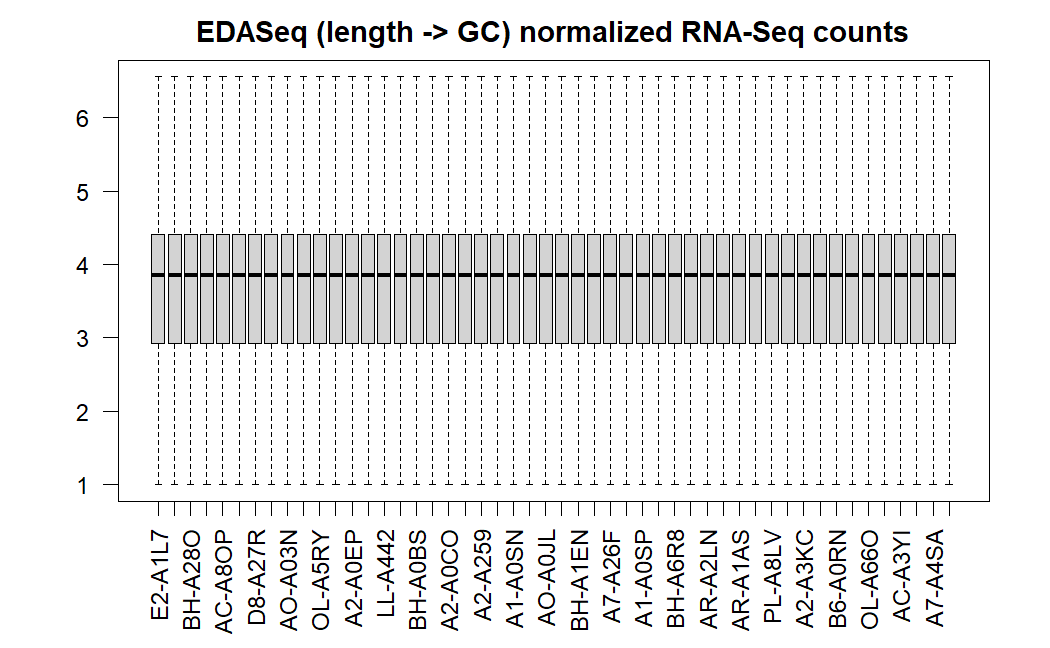 EDASeq (length -> GC) normalized RNA-Seq counts
6
5
4
3
2
1
E2-A1L7
BH-A28O
AC-A8OP
D8-A27R
AO-A03N
OL-A5RY
A2-A0EP
LL-A442
BH-A0BS
A2-A0CO
A2-A259
A1-A0SN
AO-A0JL
BH-A1EN
A7-A26F
A1-A0SP
BH-A6R8
AR-A2LN
AR-A1AS
PL-A8LV
A2-A3KC
B6-A0RN
OL-A66O
AC-A3YI
A7-A4SA